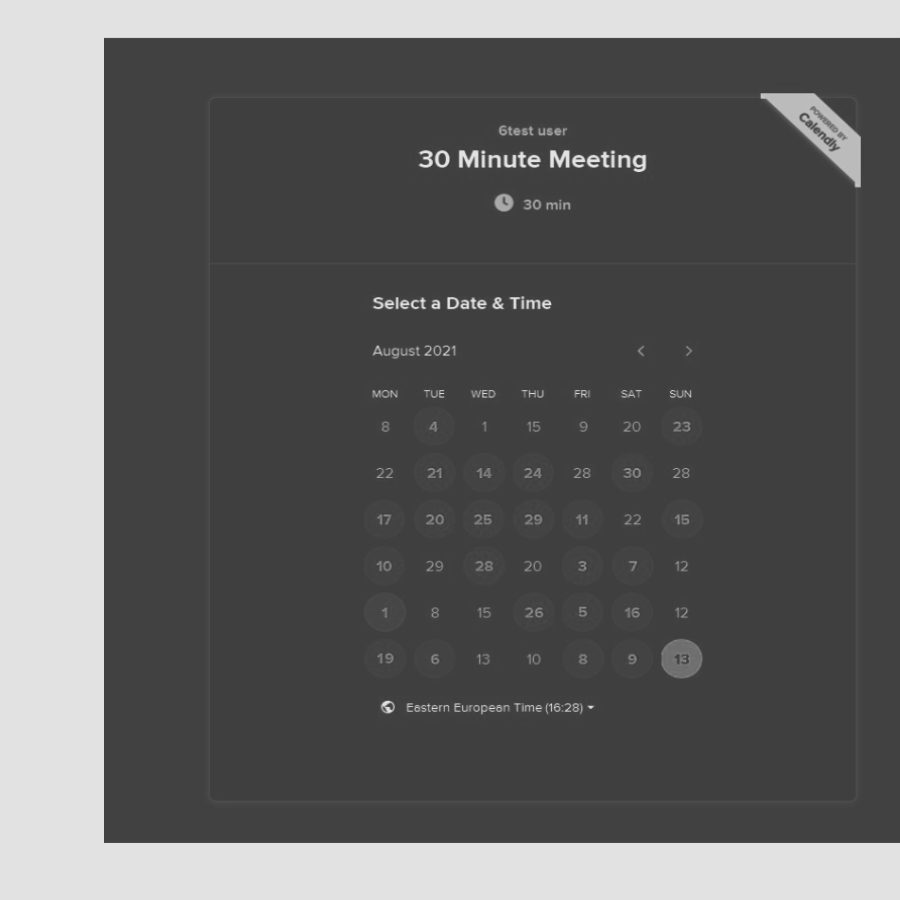 POWERED BY
Calendly
6test user
30 Minute Meeting
30 min
Select a Date & Time
August 2021
MON TUE WED THU FRI SAT SUN
8 4 1 15 9 20 23
22 21 14 24 28 30 28
17 20 25 29 11 22 15
10 29 28 20 3 7 12
1 8 15 26 5 16 12
19 6 13 10 8 9 13
Eastern European Time (16:28)